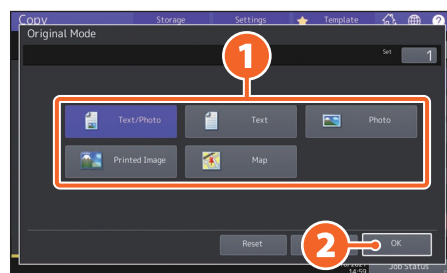 Copy Storage Settings Template
Original Mode
Set 1
1
Text/Photo Text Photo
Printed Image Map
Reset 2 OK
14:59 Job Status